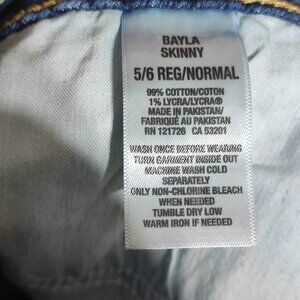 BAYLA
SKINNY
5/6 REG/NORMAL
99% COTTON/COTON
1% LYCRA/LYCRA®
MADE IN PAKISTAN/
FABRIQUÉ AU PAKISTAN
RN 121726 CA 53201
WASH ONCE BEFORE WEARING
TURN GARMENT INSIDE OUT
MACHINE WASH COLD
SEPARATELY
ONLY NON-CHLORINE BLEACH
WHEN NEEDED
TUMBLE DRY LOW
WARM IRON IF NEEDED